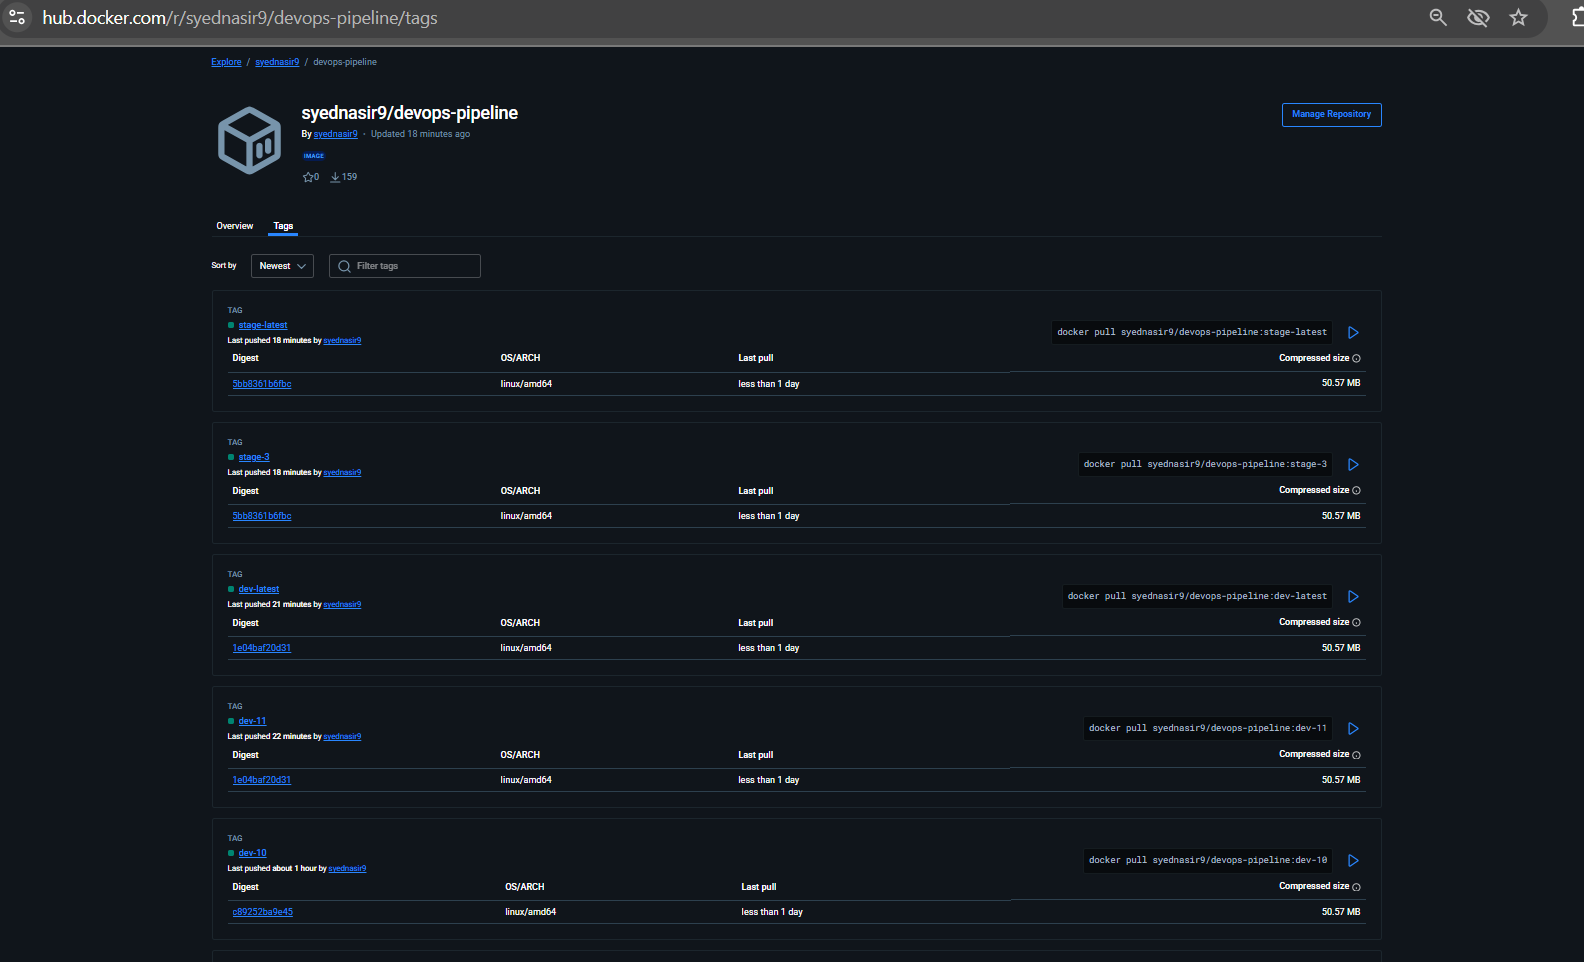 hub.docker.com/r/syednasir9/devops-pipeline/tags
Explore / syednasir9 / devops-pipeline
syednasir9/devops-pipeline
Manage Repository
By syednasir9 · Updated 18 minutes ago
IMAGE
0 159
Overview Tags
Sort by Newest Filter tags
TAG
stage-latest
docker pull syednasir9/devops-pipeline:stage-latest
Last pushed 18 minutes by syednasir9
Digest OS/ARCH Last pull Compressed size
5bb8361b6fbc linux/amd64 less than 1 day 50.57 MB
TAG
stage-3
docker pull syednasir9/devops-pipeline:stage-3
Last pushed 18 minutes by syednasir9
Digest OS/ARCH Last pull Compressed size
5bb8361b6fbc linux/amd64 less than 1 day 50.57 MB
TAG
dev-latest
docker pull syednasir9/devops-pipeline:dev-latest
Last pushed 21 minutes by syednasir9
Digest OS/ARCH Last pull Compressed size
1e04baf20d31 linux/amd64 less than 1 day 50.57 MB
TAG
dev-11
docker pull syednasir9/devops-pipeline:dev-11
Last pushed 22 minutes by syednasir9
Digest OS/ARCH Last pull Compressed size
1e04baf20d31 linux/amd64 less than 1 day 50.57 MB
TAG
dev-10
docker pull syednasir9/devops-pipeline:dev-10
Last pushed about 1 hour by syednasir9
Digest OS/ARCH Last pull Compressed size
c89252ba9e45 linux/amd64 less than 1 day 50.57 MB